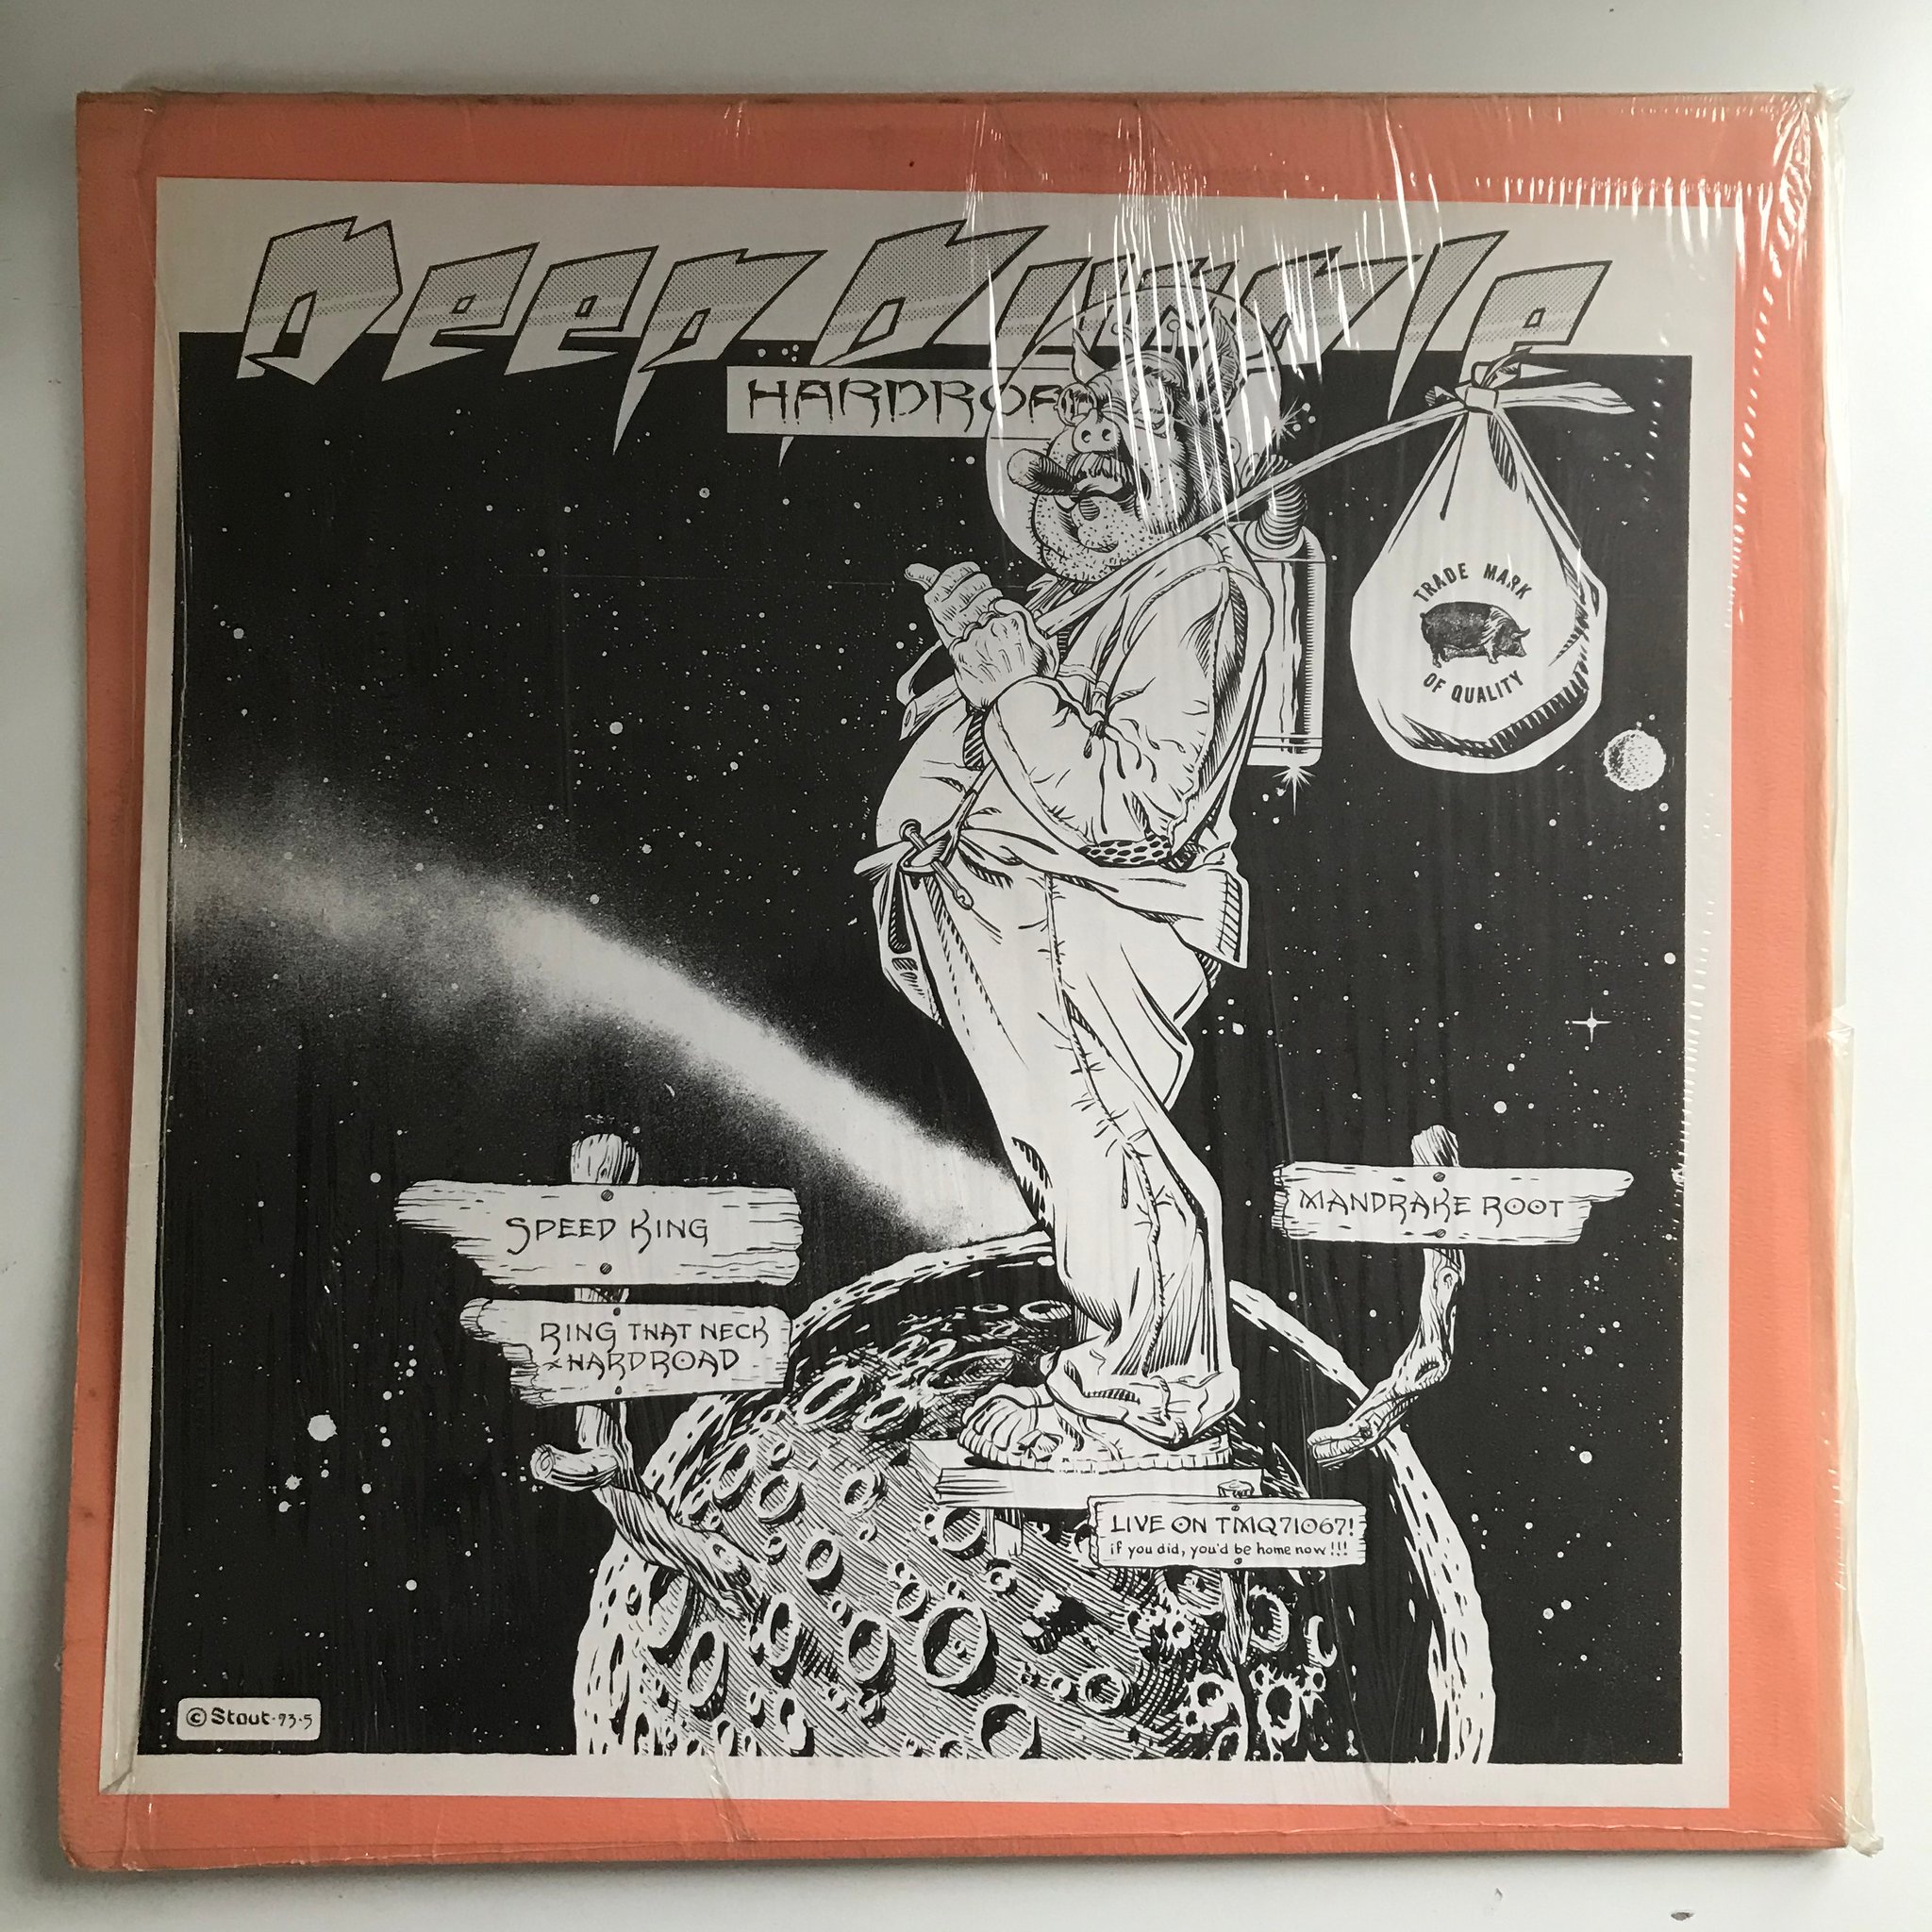 Deep Purple
HARDROA
TRADE MARK
OF QUALITY
SPEED KING
RING THAT NECK
& HARDROAD
MANDRAKE ROOT
LIVE ON TMQ71067!
if you did, you'd be home now!!!
© Stout·73·5